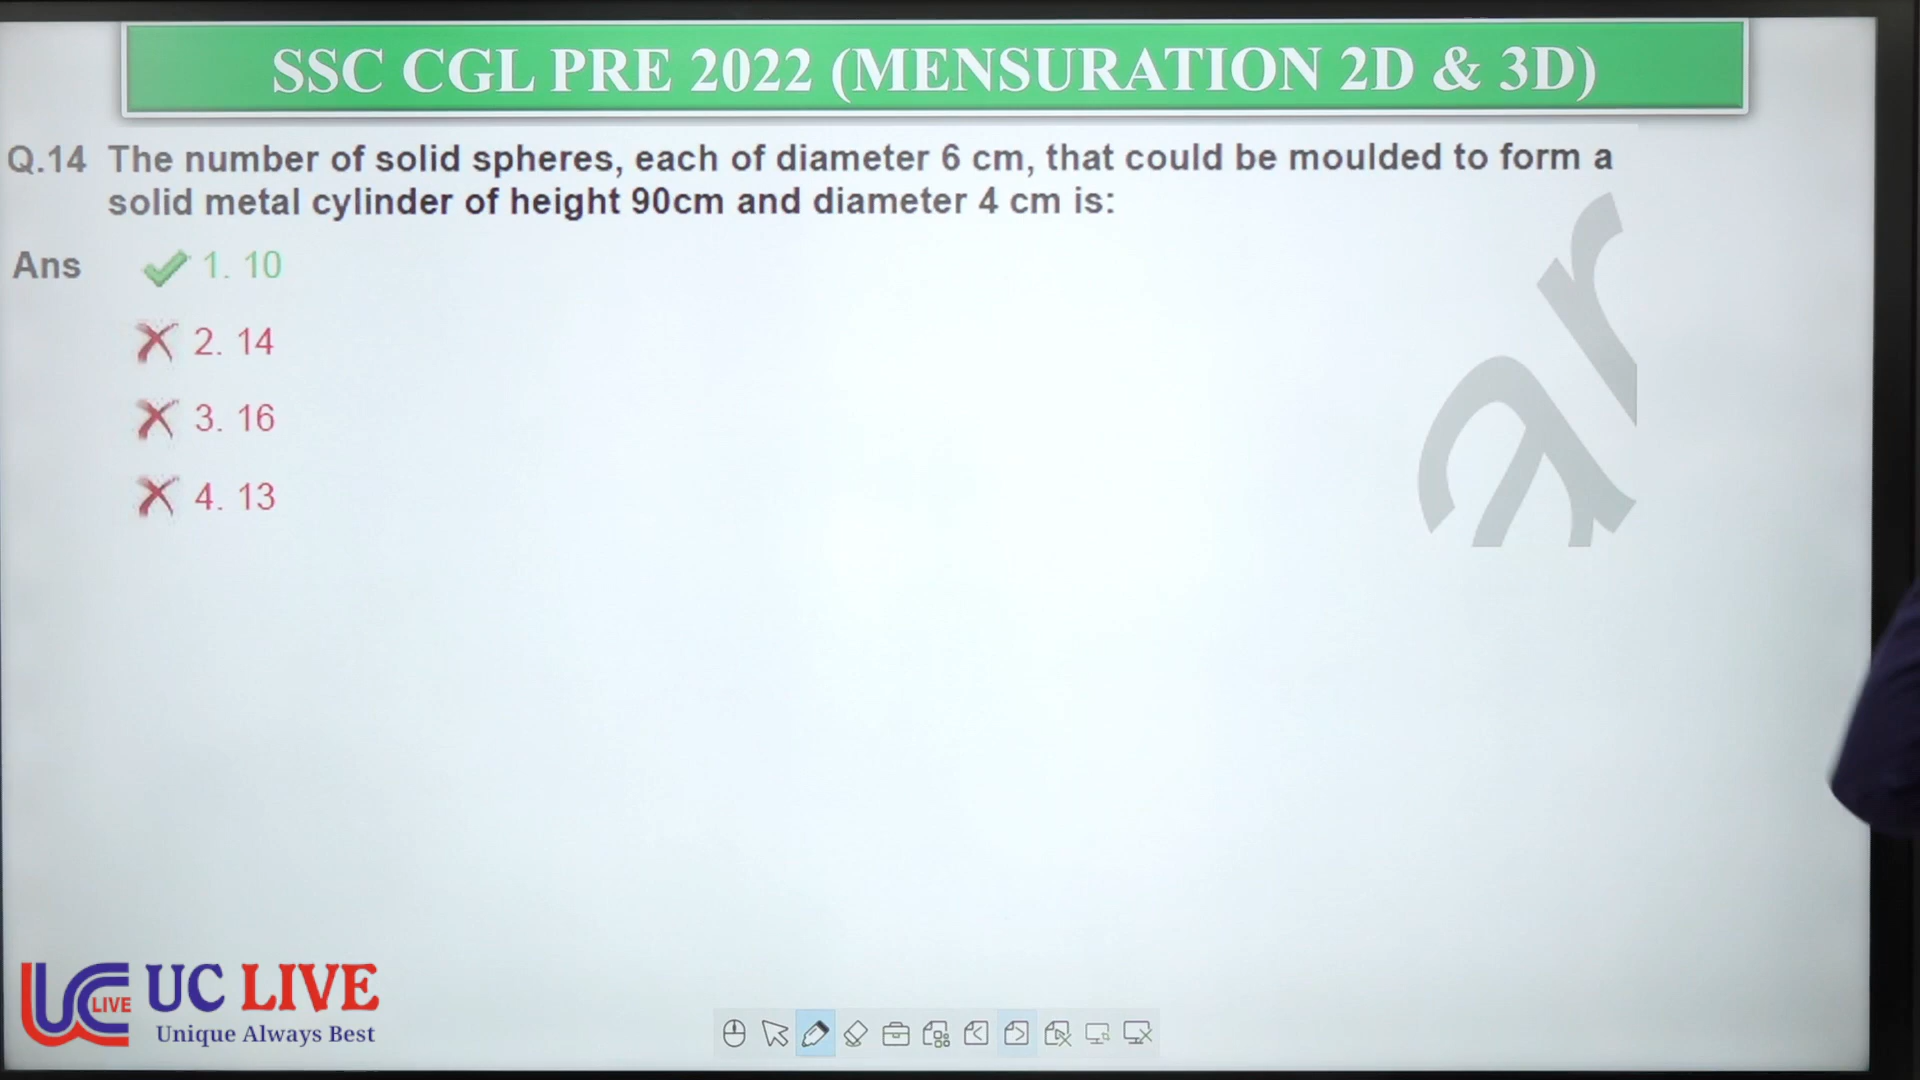 SSC CGL PRE 2022 (MENSURATION 2D & 3D)
Q.14 The number of solid spheres, each of diameter 6 cm, that could be moulded to form a
solid metal cylinder of height 90cm and diameter 4 cm is:
Ans 1. 10
2. 14
3. 16
4. 13
ar
UC LIVE
LIVE
Unique Always Best